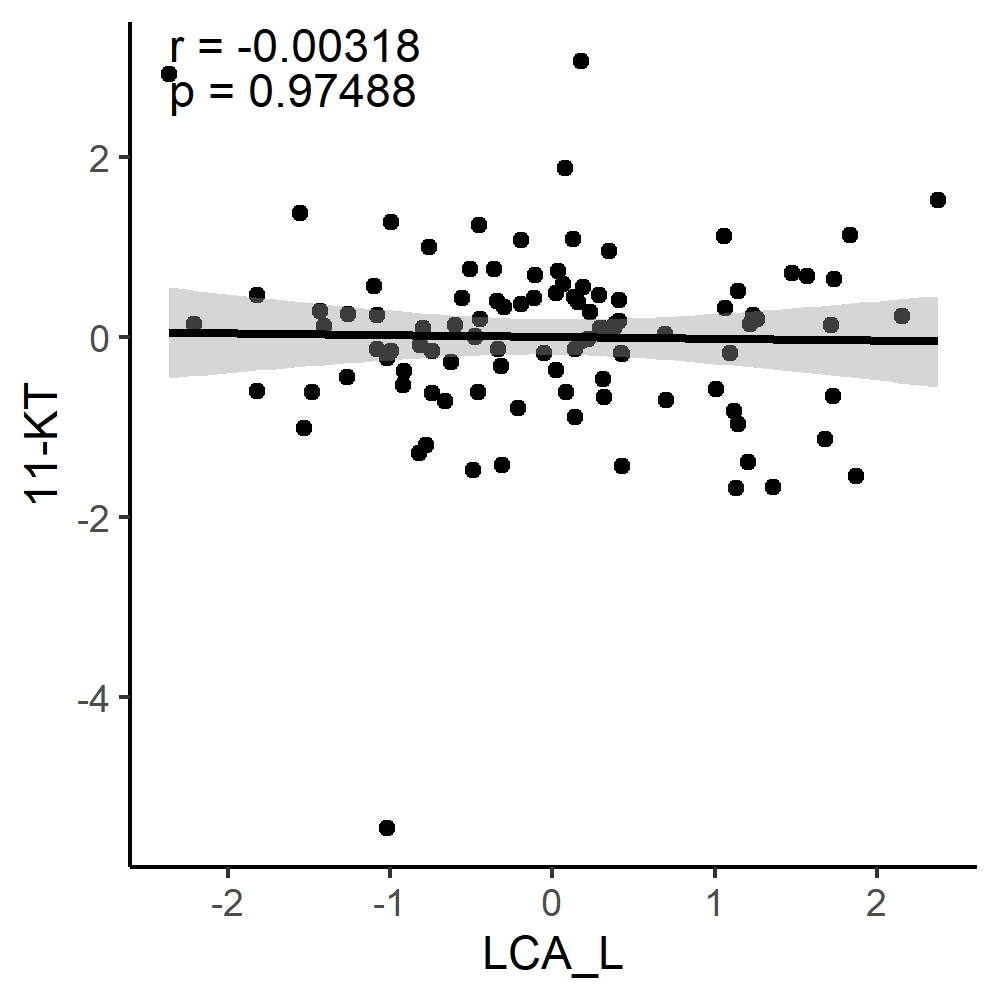 r = -0.00318
p = 0.97488
2
0
-2
-4
11-KT
-2
-1
0
1
2
LCA_L